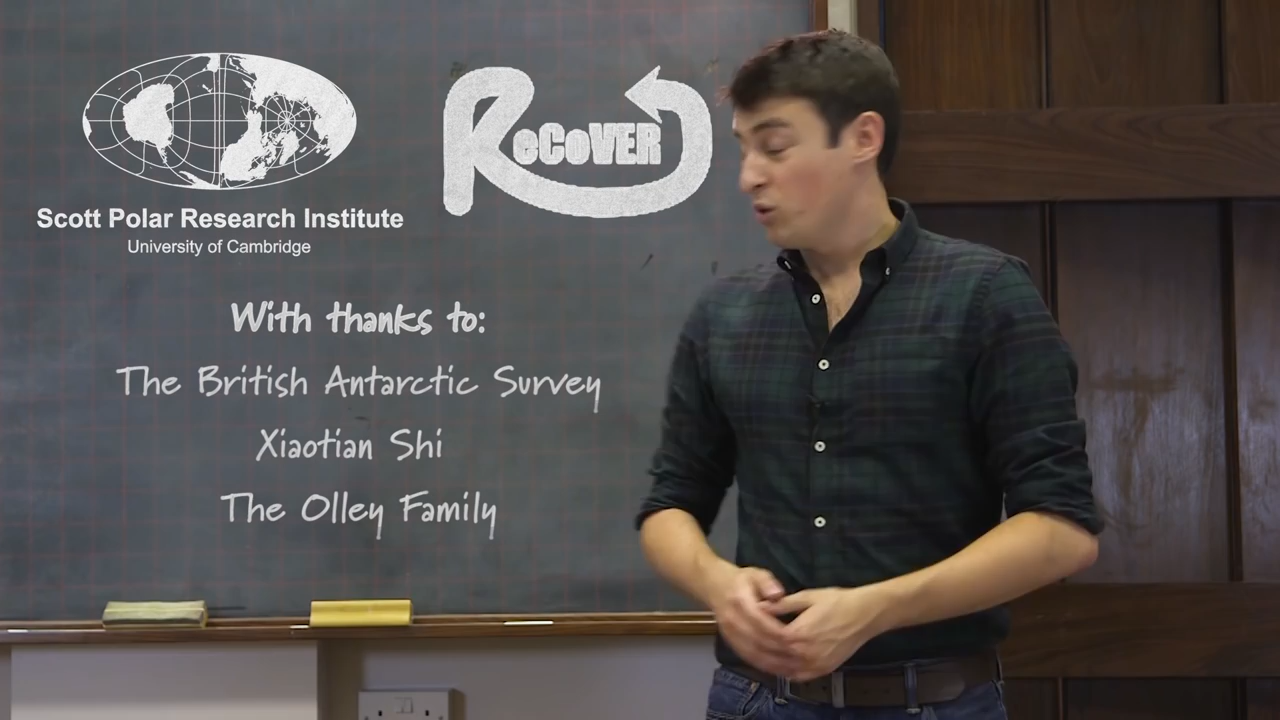 Scott Polar Research Institute
University of Cambridge
ReCoVER
With thanks to:
The British Antarctic Survey
Xiaotian Shi
The Olley Family